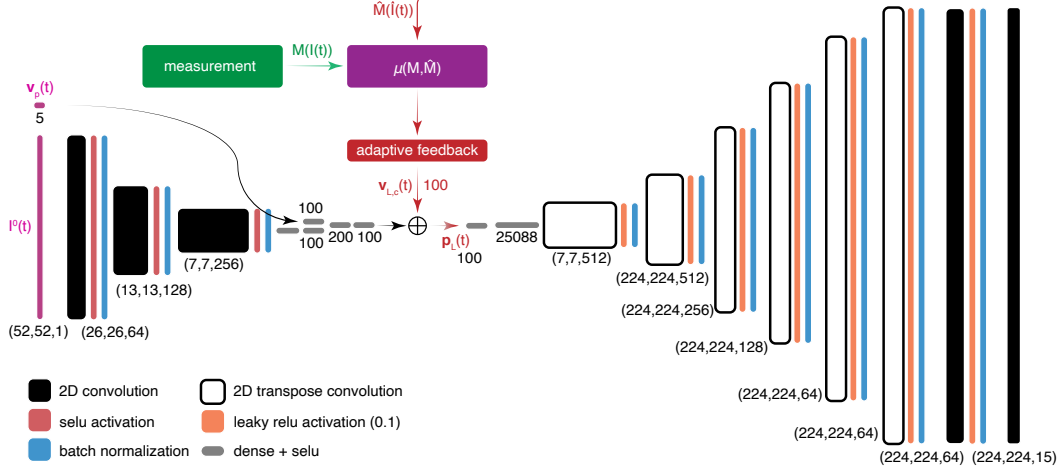 M̂(Î(t))
measurement
M(I(t))
μ(M,M̂)
vₚ(t)
5
adaptive feedback
v_L,c(t)
100
I⁰(t)
100
100
200
100
p_L(t)
100
25088
(7,7,256)
(7,7,512)
(13,13,128)
(224,224,512)
(52,52,1)
(26,26,64)
(224,224,256)
(224,224,128)
(224,224,64)
(224,224,64)
(224,224,64)
(224,224,15)
2D convolution
2D transpose convolution
selu activation
leaky relu activation (0.1)
batch normalization
dense + selu